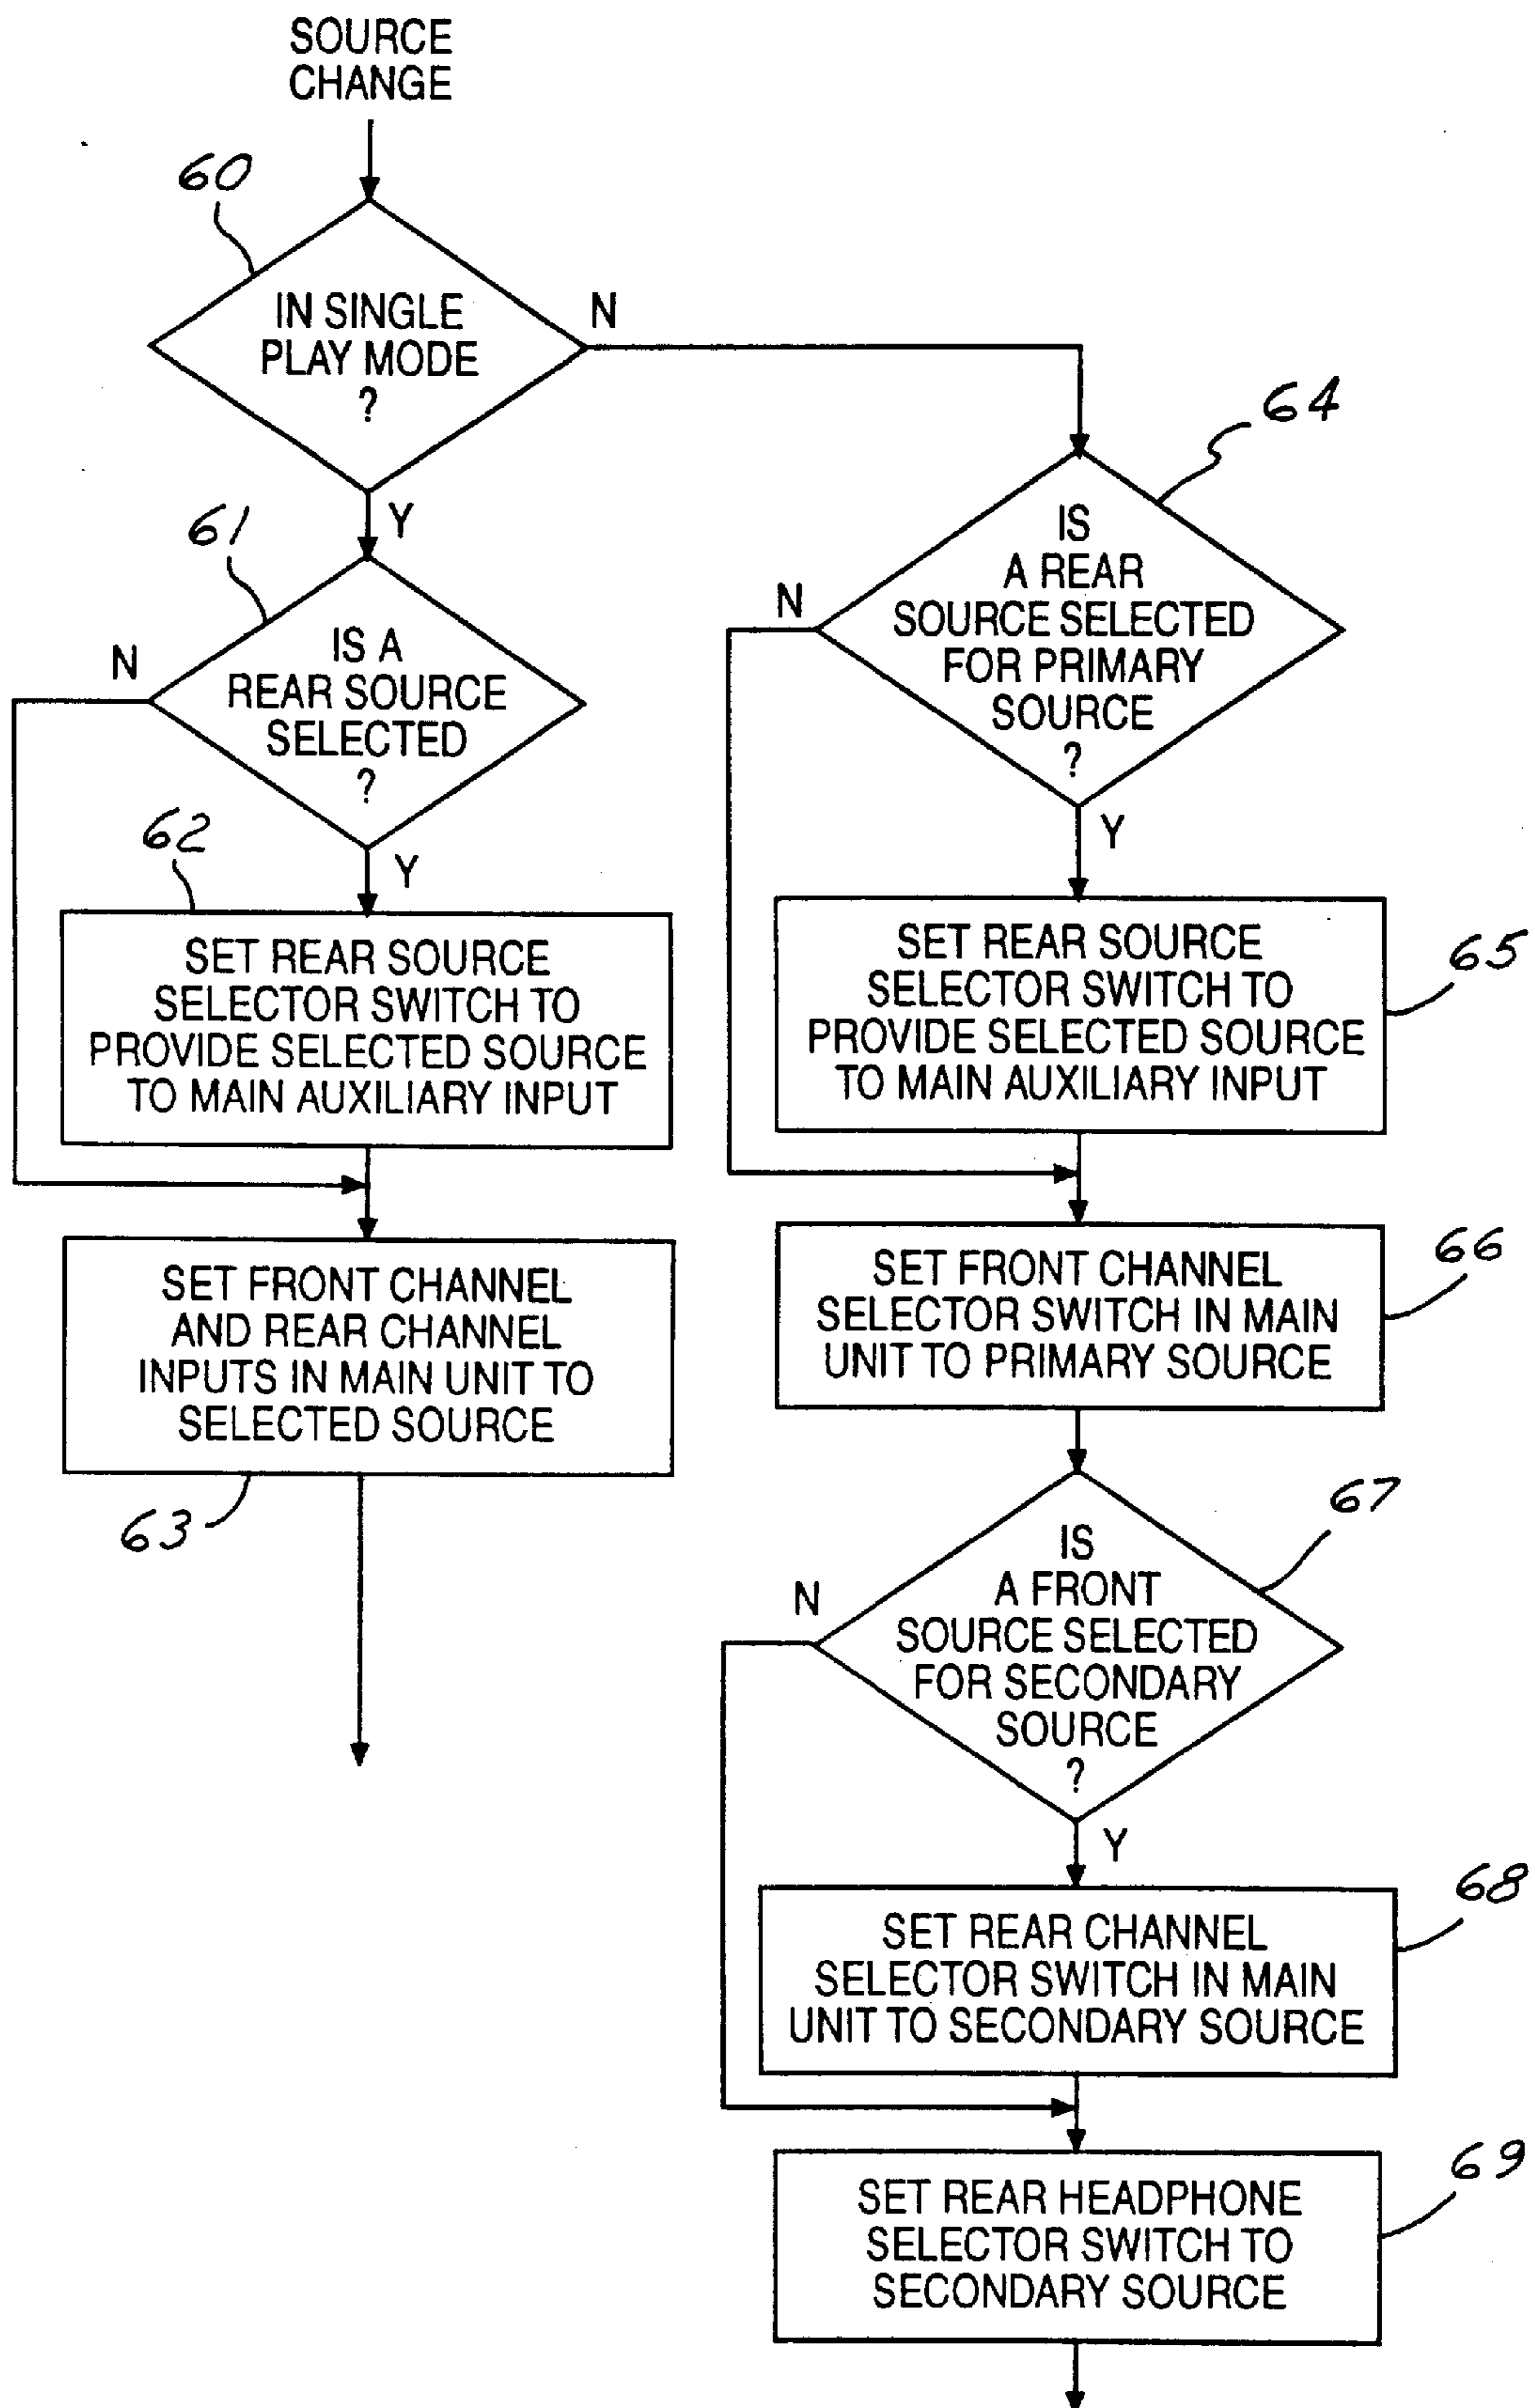 SOURCE
CHANGE
60
IN SINGLE
PLAY MODE
?
N
Y
61
IS A
REAR SOURCE
SELECTED
?
N
Y
62
SET REAR SOURCE
SELECTOR SWITCH TO
PROVIDE SELECTED SOURCE
TO MAIN AUXILIARY INPUT
SET FRONT CHANNEL
AND REAR CHANNEL
INPUTS IN MAIN UNIT TO
SELECTED SOURCE
63
64
IS
A REAR
SOURCE SELECTED
FOR PRIMARY
SOURCE
?
N
Y
SET REAR SOURCE
SELECTOR SWITCH TO
PROVIDE SELECTED SOURCE
TO MAIN AUXILIARY INPUT
65
SET FRONT CHANNEL
SELECTOR SWITCH IN MAIN
UNIT TO PRIMARY SOURCE
66
67
IS
A FRONT
SOURCE SELECTED
FOR SECONDARY
SOURCE
?
N
Y
SET REAR CHANNEL
SELECTOR SWITCH IN MAIN
UNIT TO SECONDARY SOURCE
68
SET REAR HEADPHONE
SELECTOR SWITCH TO
SECONDARY SOURCE
69